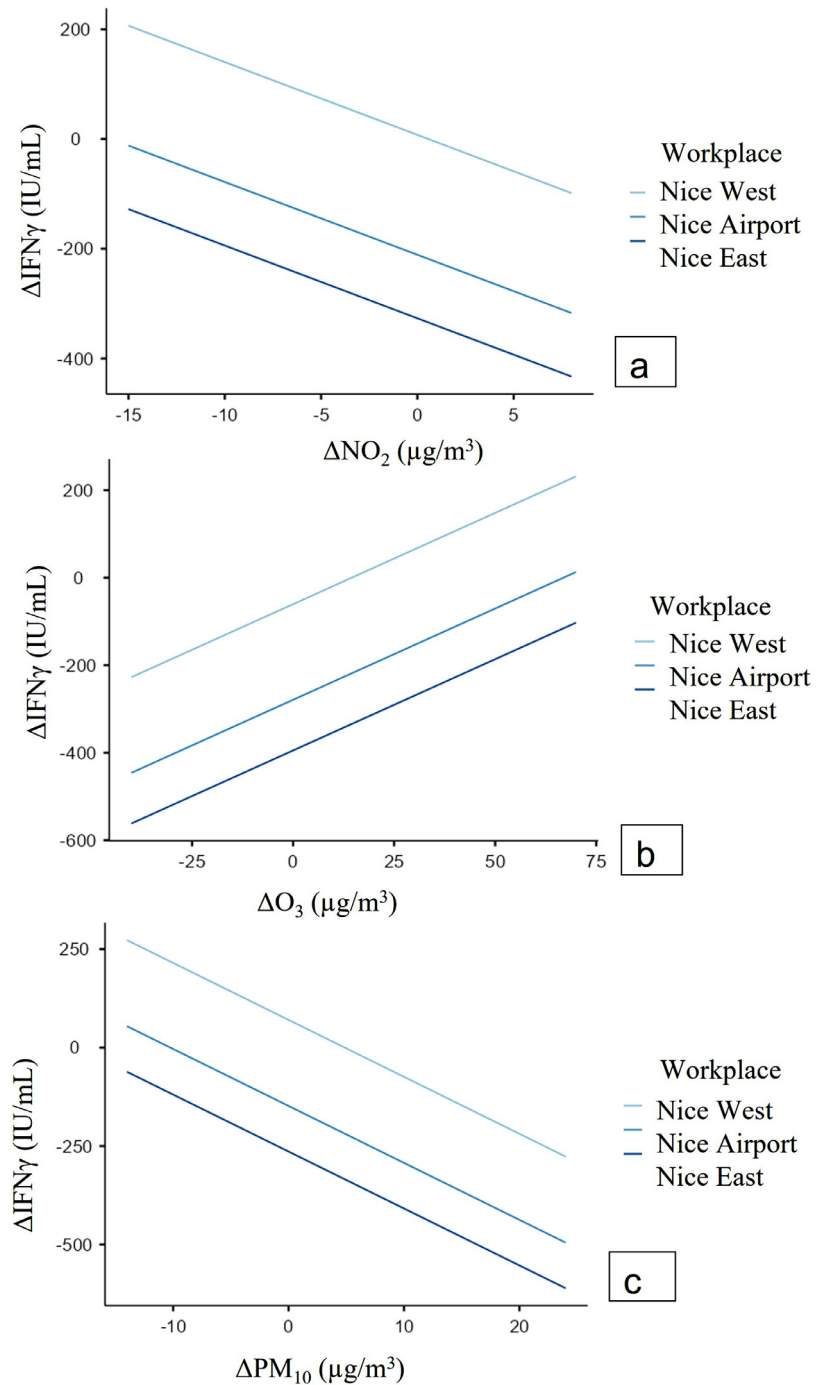 200
0
-200
-400
ΔIFNγ (IU/mL)
-15 -10 -5 0 5
ΔNO₂ (µg/m³)
Workplace
Nice West
Nice Airport
Nice East
a
200
0
-200
-400
-600
ΔIFNγ (IU/mL)
-25 0 25 50 75
ΔO₃ (µg/m³)
Workplace
Nice West
Nice Airport
Nice East
b
250
0
-250
-500
ΔIFNγ (IU/mL)
-10 0 10 20
ΔPM₁₀ (µg/m³)
Workplace
Nice West
Nice Airport
Nice East
c